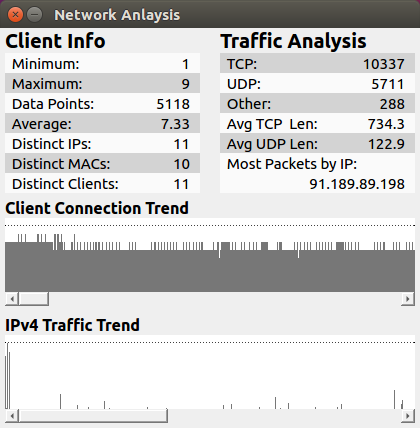 Network Anlaysis
Client Info
Minimum: 1
Maximum: 9
Data Points: 5118
Average: 7.33
Distinct IPs: 11
Distinct MACs: 10
Distinct Clients: 11
Traffic Analysis
TCP: 10337
UDP: 5711
Other: 288
Avg TCP Len: 734.3
Avg UDP Len: 122.9
Most Packets by IP:
91.189.89.198
Client Connection Trend
IPv4 Traffic Trend